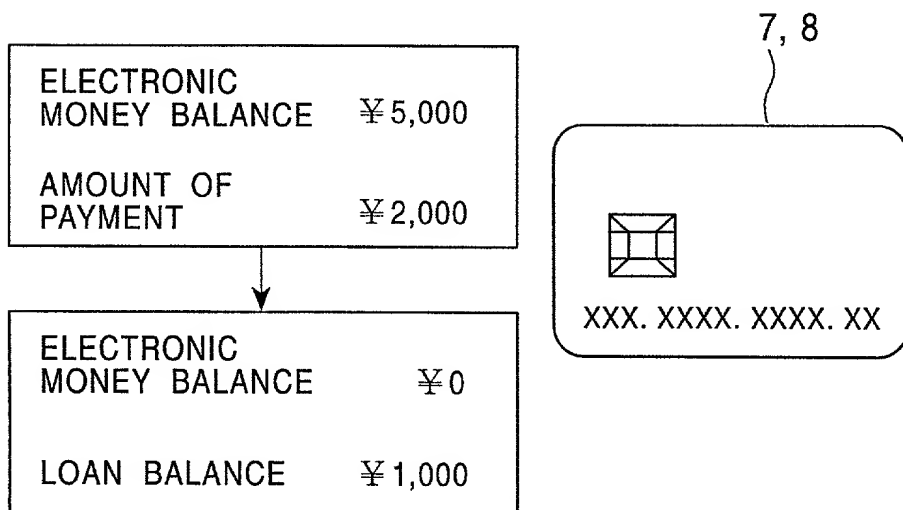 7, 8
ELECTRONIC
MONEY BALANCE ¥5,000
AMOUNT OF
PAYMENT ¥2,000
XXX. XXXX. XXXX. XX
ELECTRONIC
MONEY BALANCE ¥0
LOAN BALANCE ¥1,000